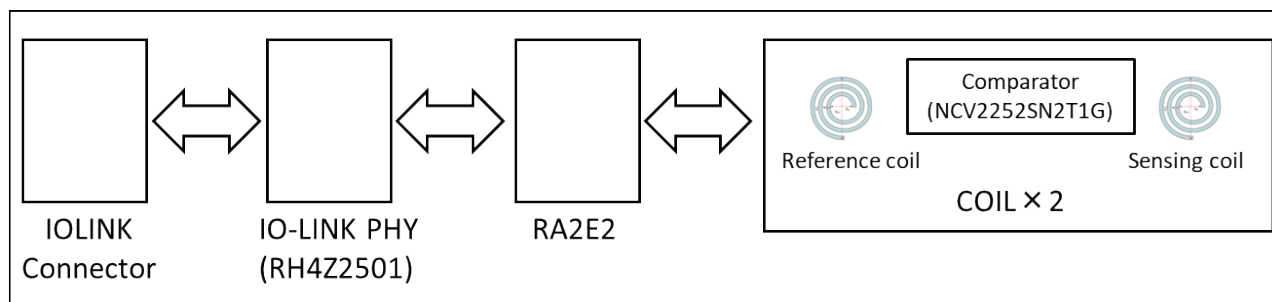 IOLINK
Connector
IO-LINK PHY
(RH4Z2501)
RA2E2
Comparator
(NCV2252SN2T1G)
Reference coil
Sensing coil
COIL × 2